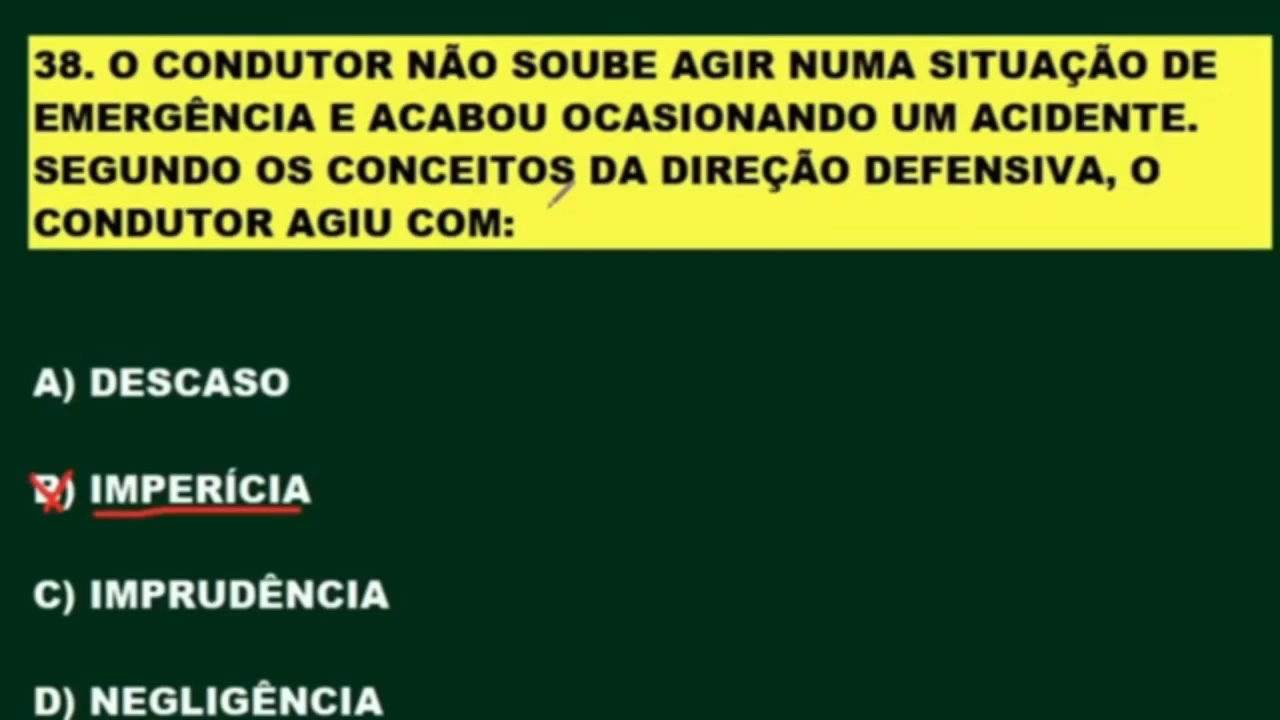 38. O CONDUTOR NÃO SOUBE AGIR NUMA SITUAÇÃO DE
EMERGÊNCIA E ACABOU OCASIONANDO UM ACIDENTE.
SEGUNDO OS CONCEITOS DA DIREÇÃO DEFENSIVA, O
CONDUTOR AGIU COM:
A) DESCASO
B) IMPERÍCIA
C) IMPRUDÊNCIA
D) NEGLIGÊNCIA